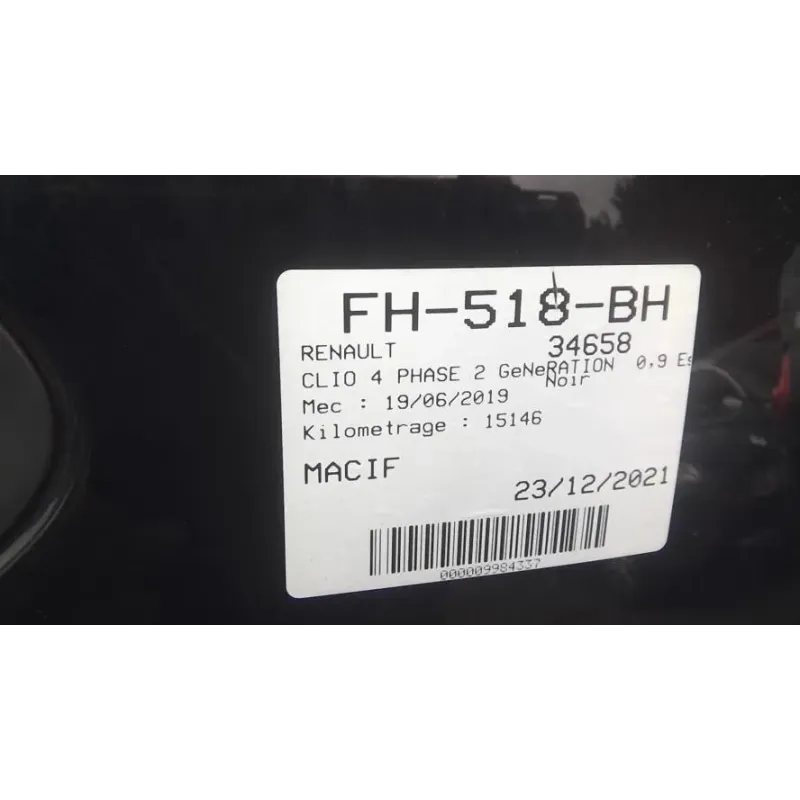 FH-518-BH
RENAULT 34658
CLIO 4 PHASE 2 GeNeRATION 0,9 Es
Noir
Mec : 19/06/2019
Kilometrage : 15146
MACIF
23/12/2021
000009984337